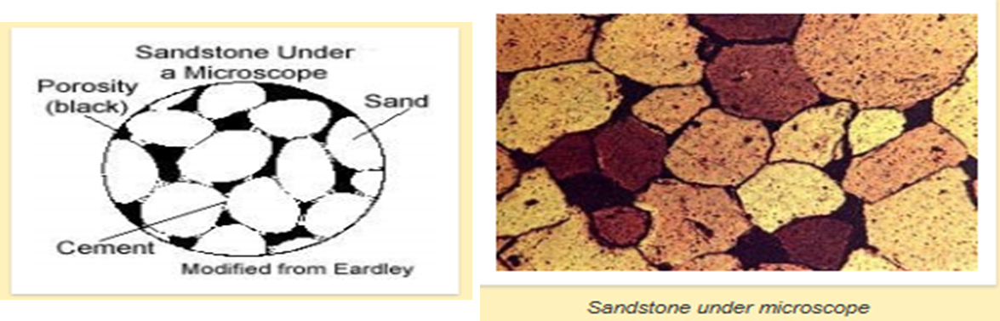 Sandstone Under
a Microscope
Porosity
(black)
Sand
Cement
Modified from Eardley
Sandstone under microscope